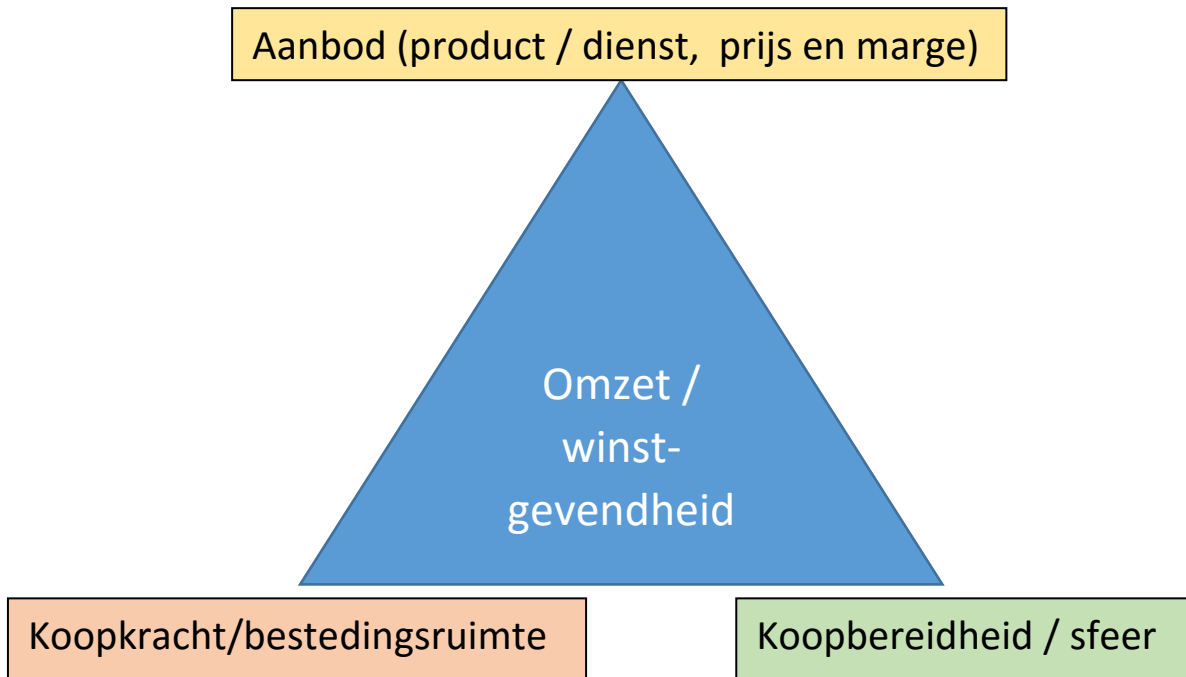 Aanbod (product / dienst,  prijs en marge)
Omzet /
winst-
gevendheid
Koopkracht/bestedingsruimte
Koopbereidheid / sfeer